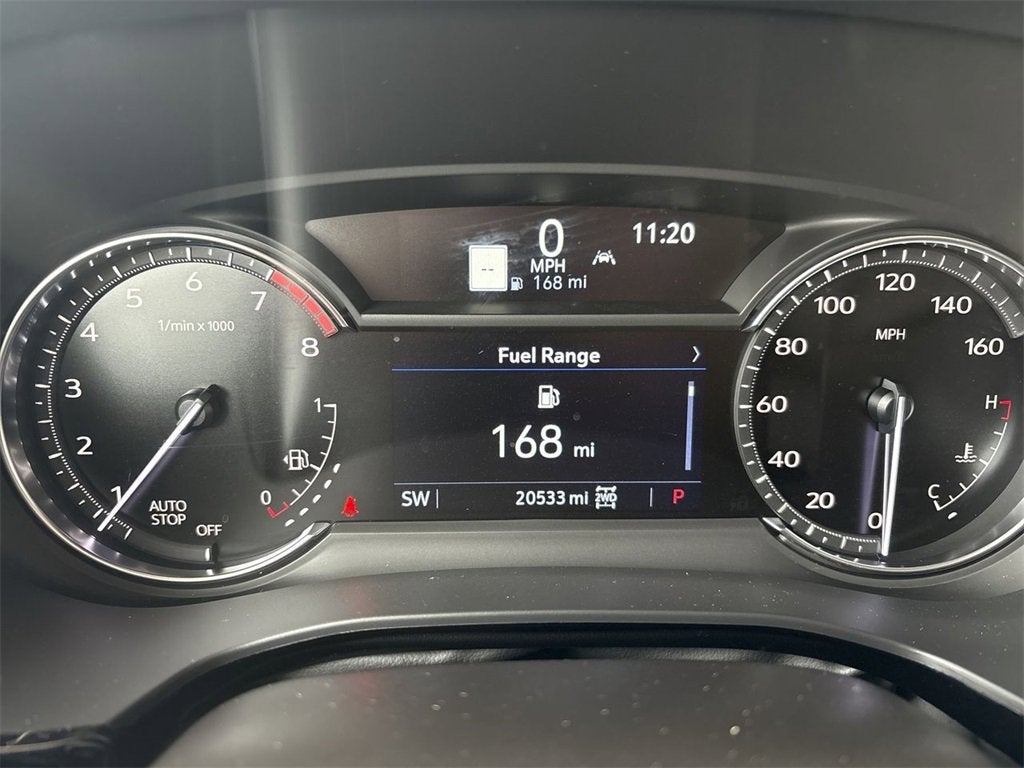 0
MPH
--
168 mi
11:20
1
2
3
4
5
6
7
8
1/min x 1000
AUTO
STOP
OFF
1
0
Fuel Range
168 mi
SW
20533 mi 2WD
P
0
20
40
60
80
100
120
140
160
MPH
H
C